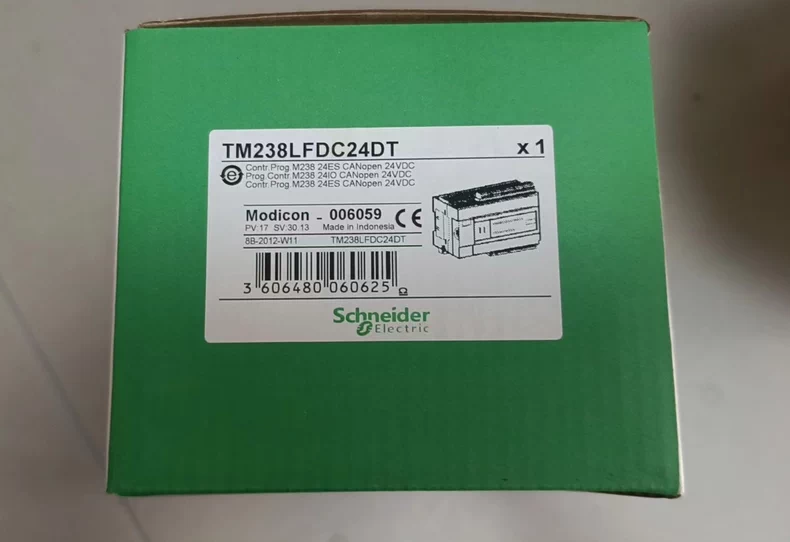 TM238LFDC24DT x 1
Contr.Prog.M238 24ES CANopen 24VDC
Prog.Contr.M238 24IO CANopen 24VDC
Contr.Prog.M238 24ES CANopen 24VDC
Modicon - 006059 CE
PV:17 SV:30.13 Made in Indonesia
8B-2012-W11 TM238LFDC24DT
3 606480 060625
Schneider
Electric